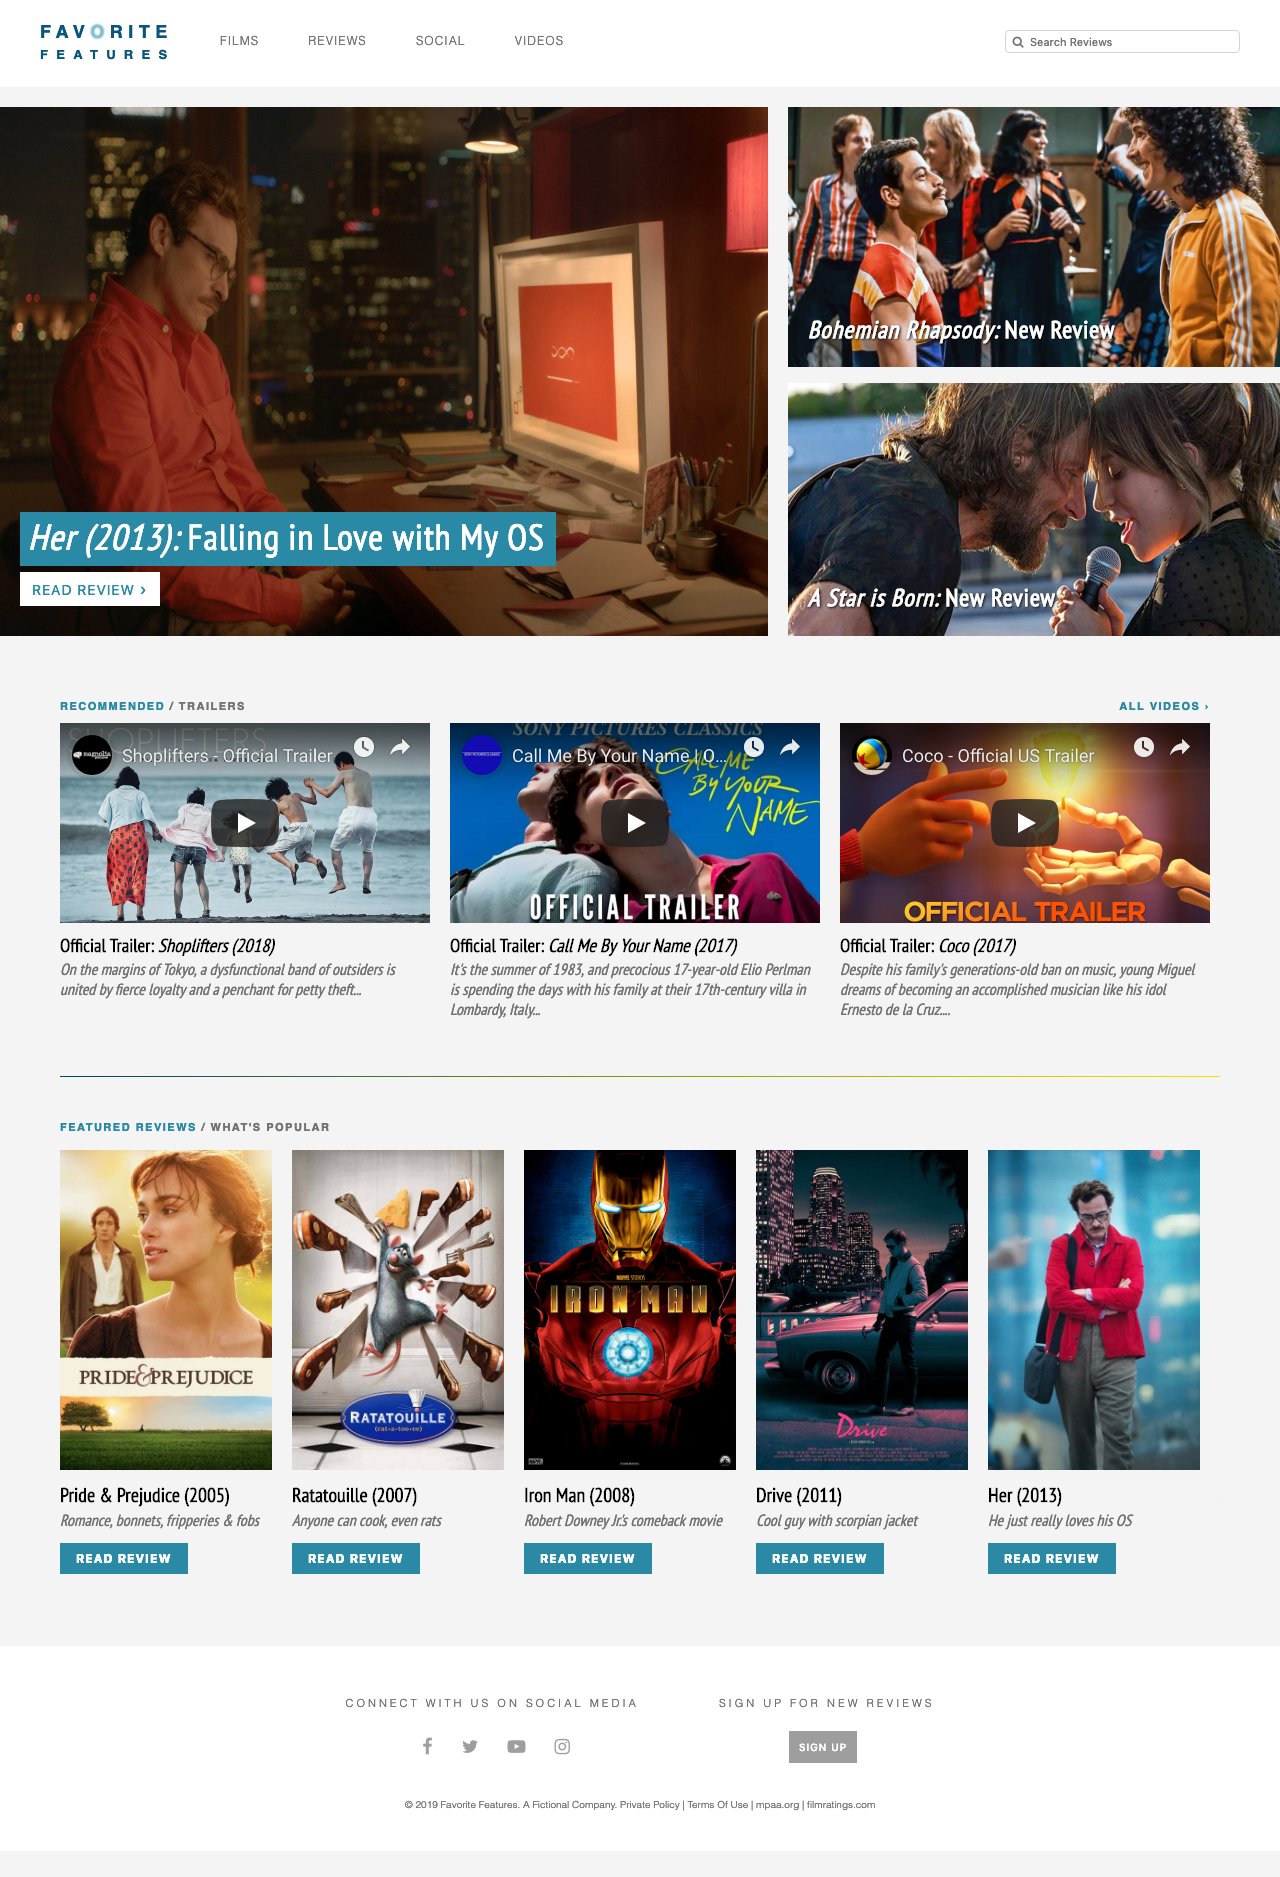 FAVORITE
FEATURES
FILMS
REVIEWS
SOCIAL
VIDEOS
Search Reviews
Her (2013): Falling in Love with My OS
READ REVIEW ›
Bohemian Rhapsody: New Review
A Star is Born: New Review
RECOMMENDED / TRAILERS
ALL VIDEOS ›
SHOPLIFTERS
magnolia
Shoplifters - Official Trailer
SONY PICTURES CLASSICS
Call Me By Your Name | O...
CALL ME
BY YOUR
NAME
OFFICIAL TRAILER
Coco - Official US Trailer
OFFICIAL TRAILER
Official Trailer: Shoplifters (2018)
On the margins of Tokyo, a dysfunctional band of outsiders is
united by fierce loyalty and a penchant for petty theft...
Official Trailer: Call Me By Your Name (2017)
It's the summer of 1983, and precocious 17-year-old Elio Perlman
is spending the days with his family at their 17th-century villa in
Lombardy, Italy...
Official Trailer: Coco (2017)
Despite his family's generations-old ban on music, young Miguel
dreams of becoming an accomplished musician like his idol
Ernesto de la Cruz....
FEATURED REVIEWS / WHAT'S POPULAR
PRIDE & PREJUDICE
RATATOUILLE
(rat·a·too·ee)
MARVEL STUDIOS
IRON MAN
Drive
Pride & Prejudice (2005)
Romance, bonnets, fripperies & fobs
READ REVIEW
Ratatouille (2007)
Anyone can cook, even rats
READ REVIEW
Iron Man (2008)
Robert Downey Jr.'s comeback movie
READ REVIEW
Drive (2011)
Cool guy with scorpian jacket
READ REVIEW
Her (2013)
He just really loves his OS
READ REVIEW
CONNECT WITH US ON SOCIAL MEDIA
SIGN UP FOR NEW REVIEWS
SIGN UP
© 2019 Favorite Features. A Fictional Company. Private Policy | Terms Of Use | mpaa.org | filmratings.com